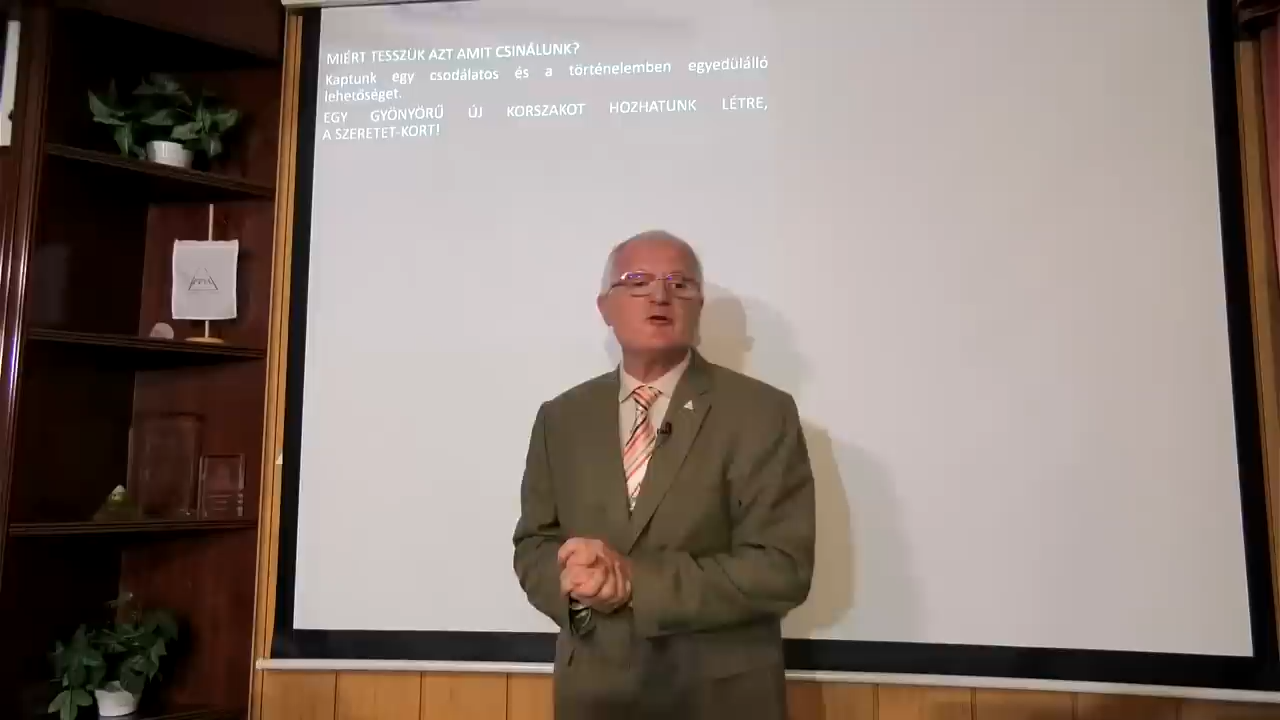 MIÉRT TESSZÜK AZT AMIT CSINÁLUNK?
Kaptunk egy csodálatos és a történelemben egyedülálló
lehetőséget.
EGY GYÖNYÖRŰ ÚJ KORSZAKOT HOZHATUNK LÉTRE,
A SZERETET-KORT!